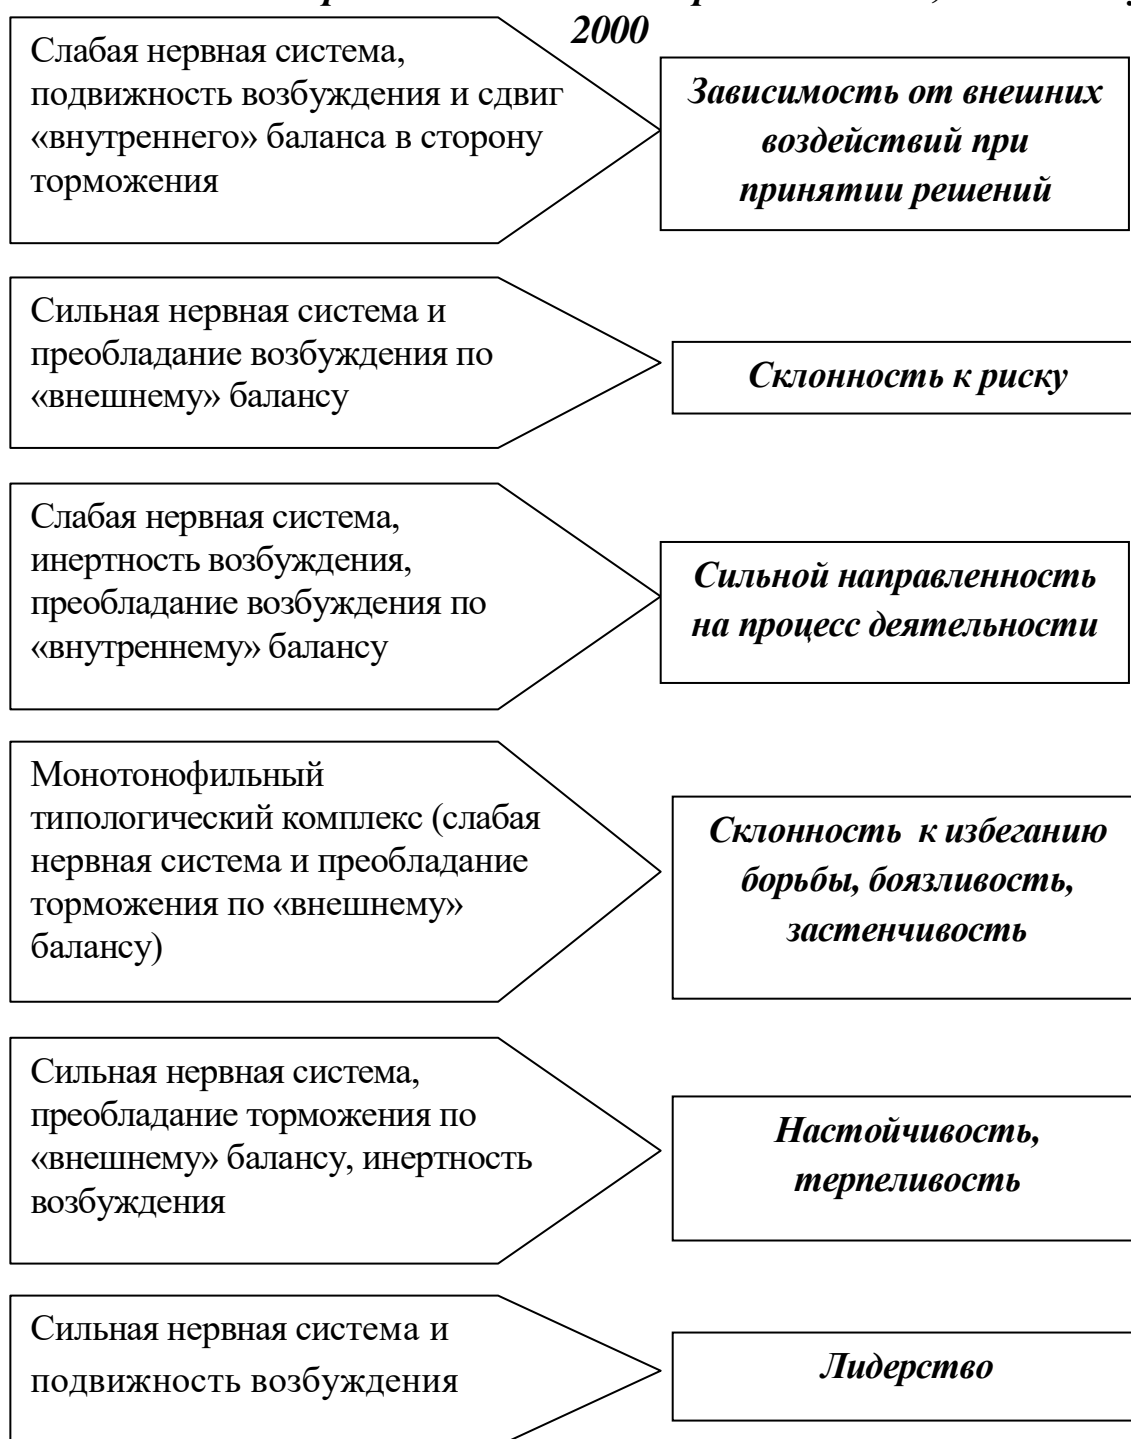 2000
Слабая нервная система,
подвижность возбуждения и сдвиг
«внутреннего» баланса в сторону
торможения
Зависимость от внешних
воздействий при
принятии решений
Сильная нервная система и
преобладание возбуждения по
«внешнему» балансу
Склонность к риску
Слабая нервная система,
инертность возбуждения,
преобладание возбуждения по
«внутреннему» балансу
Сильной направленность
на процесс деятельности
Монотонофильный
типологический комплекс (слабая
нервная система и преобладание
торможения по «внешнему»
балансу)
Склонность к избеганию
борьбы, боязливость,
застенчивость
Сильная нервная система,
преобладание торможения по
«внешнему» балансу, инертность
возбуждения
Настойчивость,
терпеливость
Сильная нервная система и
подвижность возбуждения
Лидерство